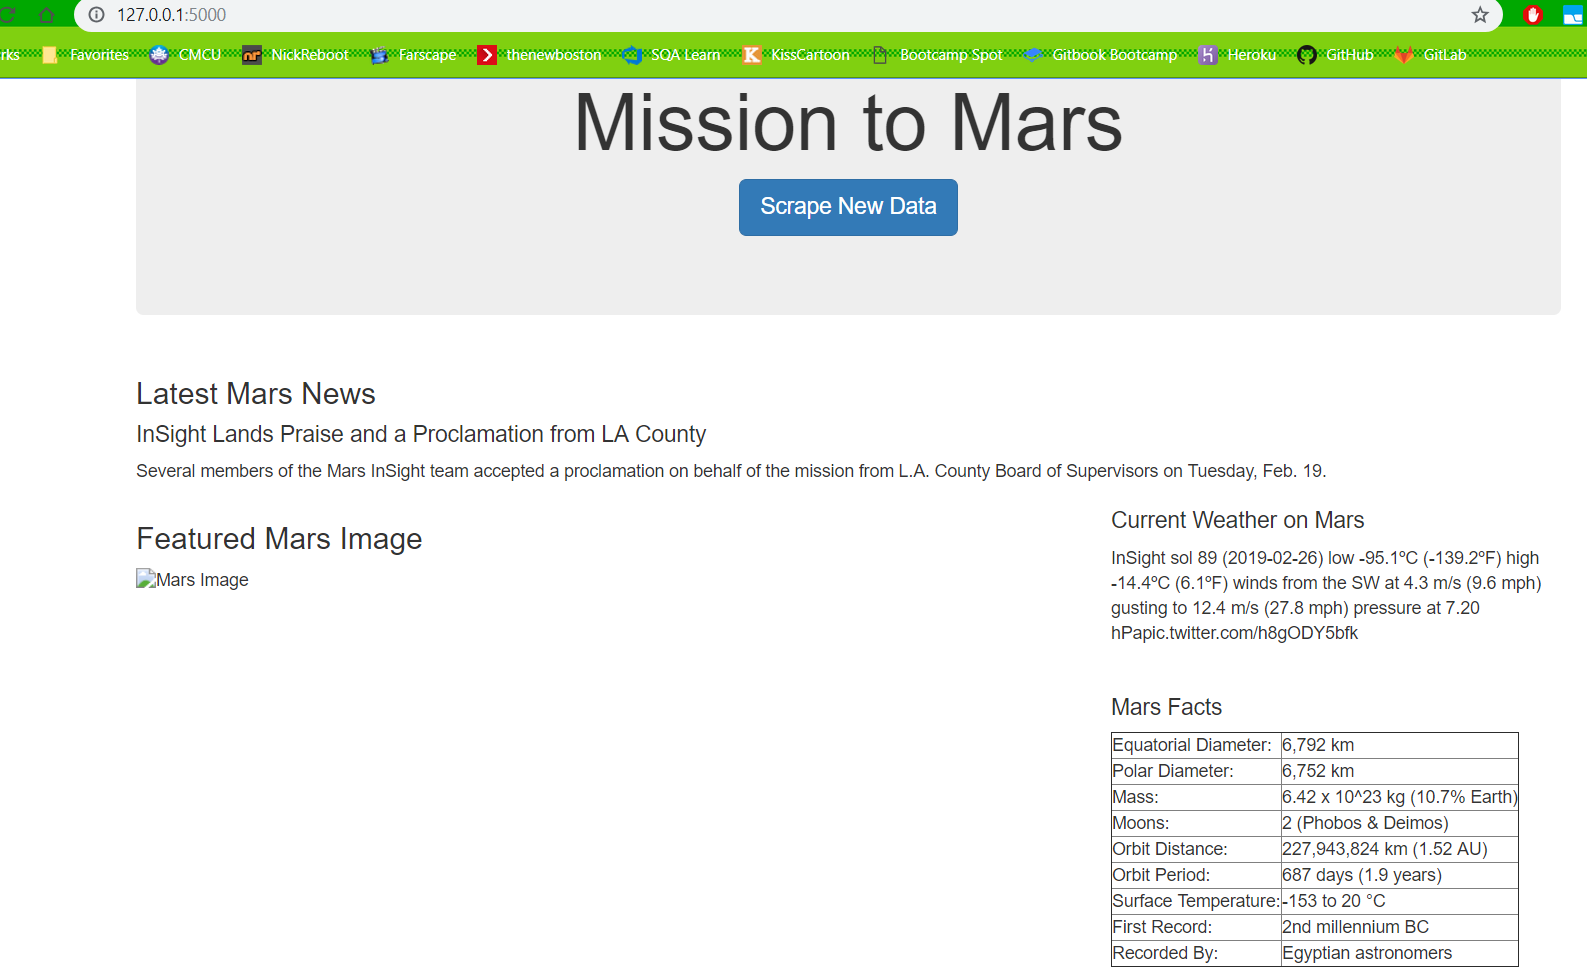 127.0.0.1:5000
rks Favorites CMCU NickReboot Farscape thenewboston SQA Learn KissCartoon Bootcamp Spot Gitbook Bootcamp Heroku GitHub GitLab
Mission to Mars
Scrape New Data
Latest Mars News
InSight Lands Praise and a Proclamation from LA County
Several members of the Mars InSight team accepted a proclamation on behalf of the mission from L.A. County Board of Supervisors on Tuesday, Feb. 19.
Featured Mars Image
Mars Image
Current Weather on Mars
InSight sol 89 (2019-02-26) low -95.1ºC (-139.2ºF) high
-14.4ºC (6.1ºF) winds from the SW at 4.3 m/s (9.6 mph)
gusting to 12.4 m/s (27.8 mph) pressure at 7.20
hPapic.twitter.com/h8gODY5bfk
Mars Facts
Equatorial Diameter: 6,792 km
Polar Diameter: 6,752 km
Mass: 6.42 x 10^23 kg (10.7% Earth)
Moons: 2 (Phobos & Deimos)
Orbit Distance: 227,943,824 km (1.52 AU)
Orbit Period: 687 days (1.9 years)
Surface Temperature: -153 to 20 °C
First Record: 2nd millennium BC
Recorded By: Egyptian astronomers